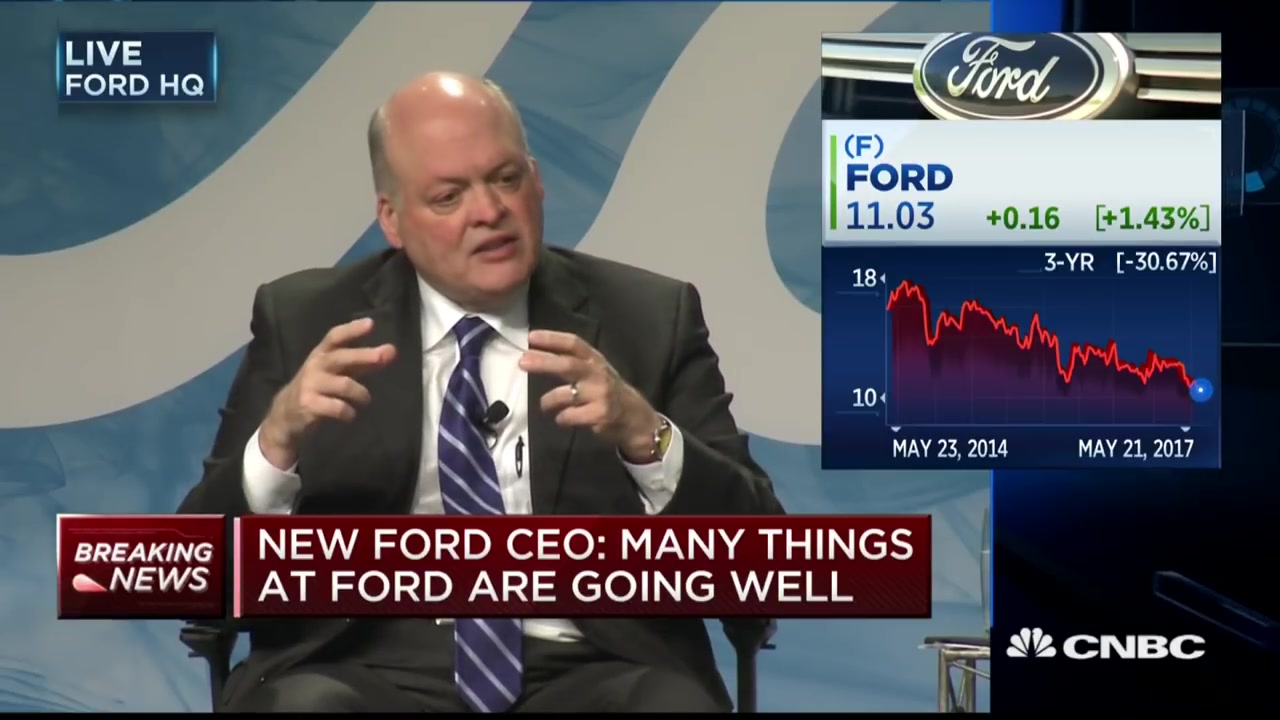 LIVE
FORD HQ
Ford
(F)
FORD
11.03 +0.16 [+1.43%]
3-YR [-30.67%]
18
10
MAY 23, 2014 MAY 21, 2017
BREAKING
NEWS
NEW FORD CEO: MANY THINGS
AT FORD ARE GOING WELL
CNBC